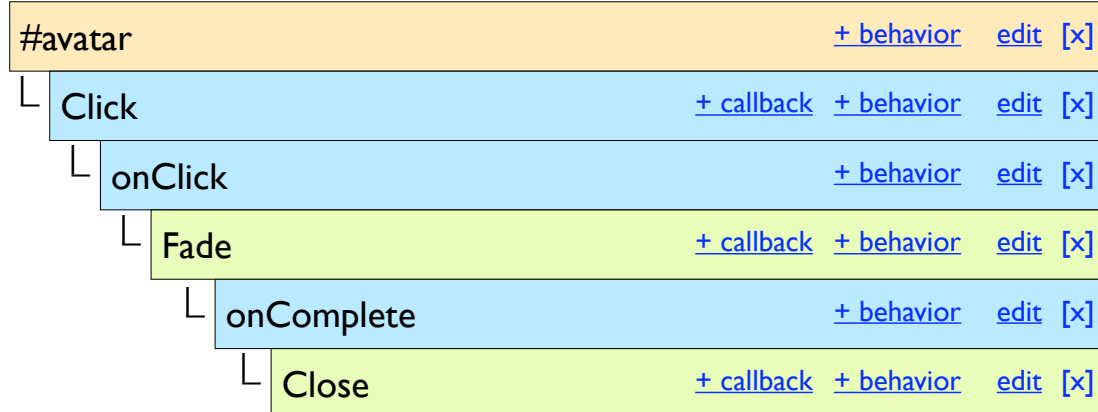 #avatar + behavior edit [x]
Click + callback + behavior edit [x]
onClick + behavior edit [x]
Fade + callback + behavior edit [x]
onComplete + behavior edit [x]
Close + callback + behavior edit [x]